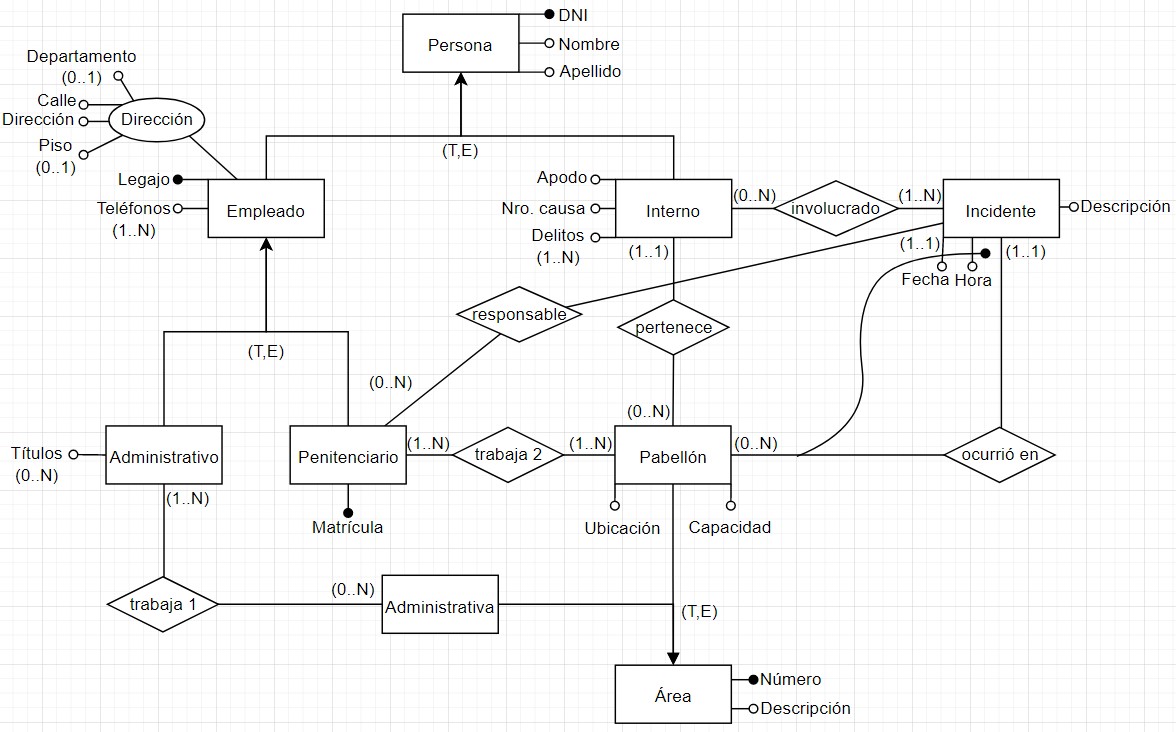 DNI
Persona
Nombre
Apellido
Departamento
(0..1)
Calle
Dirección
Dirección
Piso
(0..1)
(T,E)
Legajo
Teléfonos
(1..N)
Empleado
Apodo
Nro. causa
Delitos
(1..N)
Interno
(0..N)
involucrado
(1..N)
Incidente
Descripción
(1..1)
(1..1)
(1..1)
Fecha
Hora
responsable
pertenece
(T,E)
(0..N)
(0..N)
Títulos
(0..N)
Administrativo
Penitenciario
(1..N)
trabaja 2
(1..N)
Pabellón
(0..N)
ocurrió en
(1..N)
Matrícula
Ubicación
Capacidad
trabaja 1
(0..N)
Administrativa
(T,E)
Área
Número
Descripción